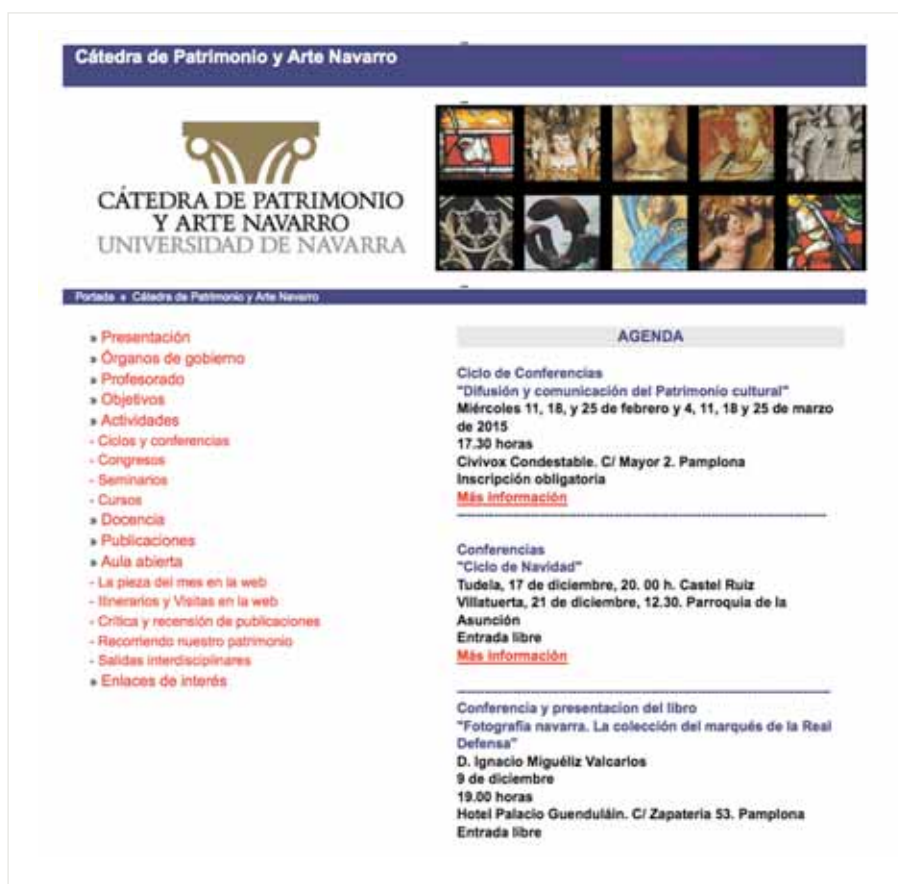 Cátedra de Patrimonio y Arte Navarro
CÁTEDRA DE PATRIMONIO
Y ARTE NAVARRO
UNIVERSIDAD DE NAVARRA
Portada » Cátedra de Patrimonio y Arte Navarro
» Presentación
» Órganos de gobierno
» Profesorado
» Objetivos
» Actividades
- Ciclos y conferencias
- Congresos
- Seminarios
- Cursos
» Docencia
» Publicaciones
» Aula abierta
- La pieza del mes en la web
- Itinerarios y Visitas en la web
- Crítica y recensión de publicaciones
- Recorriendo nuestro patrimonio
- Salidas interdisciplinares
» Enlaces de interés
AGENDA
Ciclo de Conferencias
"Difusión y comunicación del Patrimonio cultural"
Miércoles 11, 18, y 25 de febrero y 4, 11, 18 y 25 de marzo
de 2015
17.30 horas
Civivox Condestable. C/ Mayor 2. Pamplona
Inscripción obligatoria
Más información
Conferencias
"Ciclo de Navidad"
Tudela, 17 de diciembre, 20. 00 h. Castel Ruiz
Villatuerta, 21 de diciembre, 12.30. Parroquia de la
Asunción
Entrada libre
Más información
Conferencia y presentacion del libro
"Fotografía navarra. La colección del marqués de la Real
Defensa"
D. Ignacio Miguéliz Valcarlos
9 de diciembre
19.00 horas
Hotel Palacio Guenduláin. C/ Zapatería 53. Pamplona
Entrada libre